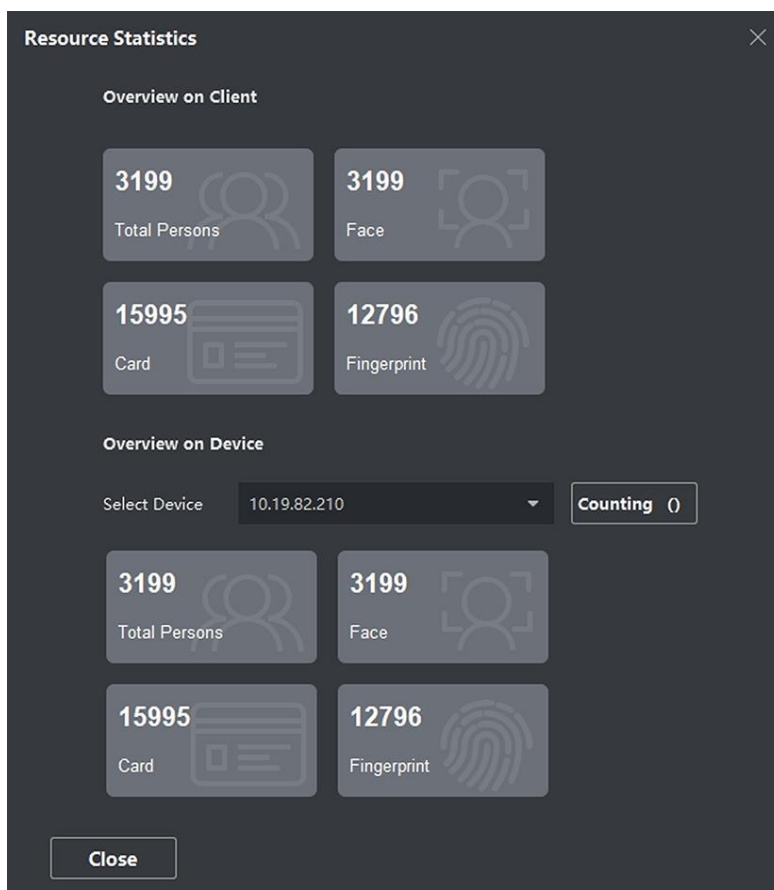 Resource Statistics
Overview on Client
3199
Total Persons
3199
Face
15995
Card
12796
Fingerprint
Overview on Device
Select Device 10.19.82.210 Counting ()
3199
Total Persons
3199
Face
15995
Card
12796
Fingerprint
Close